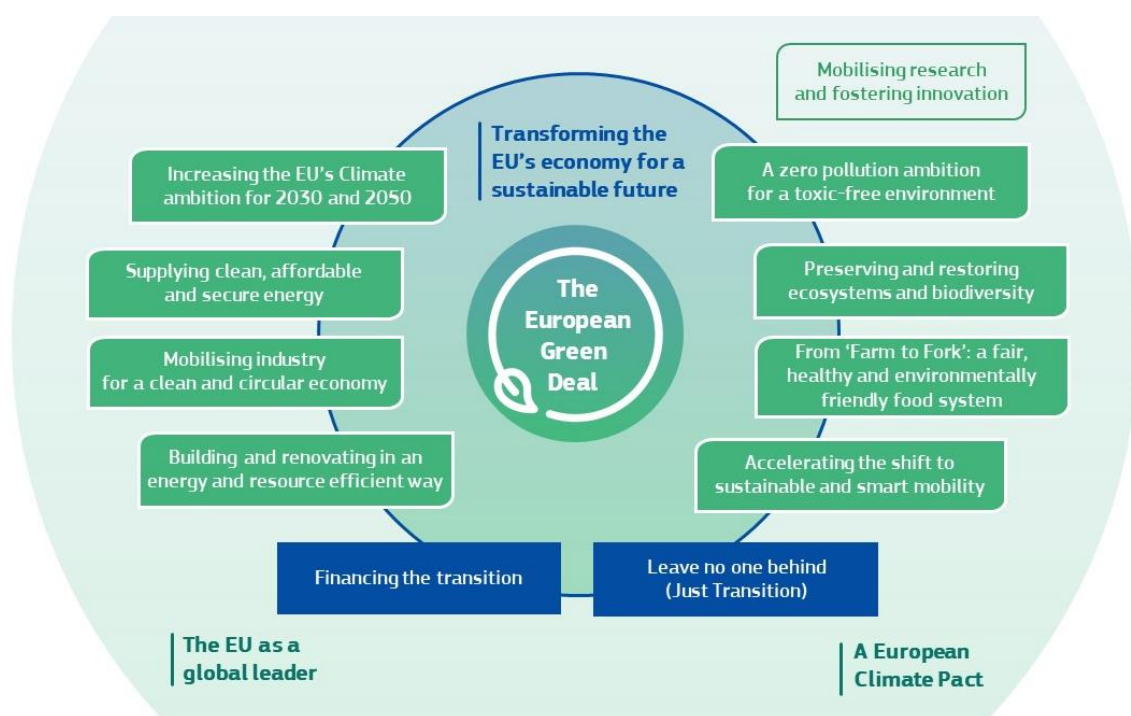 Mobilising research
and fostering innovation
Transforming the
EU's economy for a
sustainable future
Increasing the EU's Climate
ambition for 2030 and 2050
A zero pollution ambition
for a toxic-free environment
Supplying clean, affordable
and secure energy
Preserving and restoring
ecosystems and biodiversity
The
European
Green
Deal
Mobilising industry
for a clean and circular economy
From ‘Farm to Fork’: a fair,
healthy and environmentally
friendly food system
Building and renovating in an
energy and resource efficient way
Accelerating the shift to
sustainable and smart mobility
Financing the transition
Leave no one behind
(Just Transition)
The EU as a
global leader
A European
Climate Pact